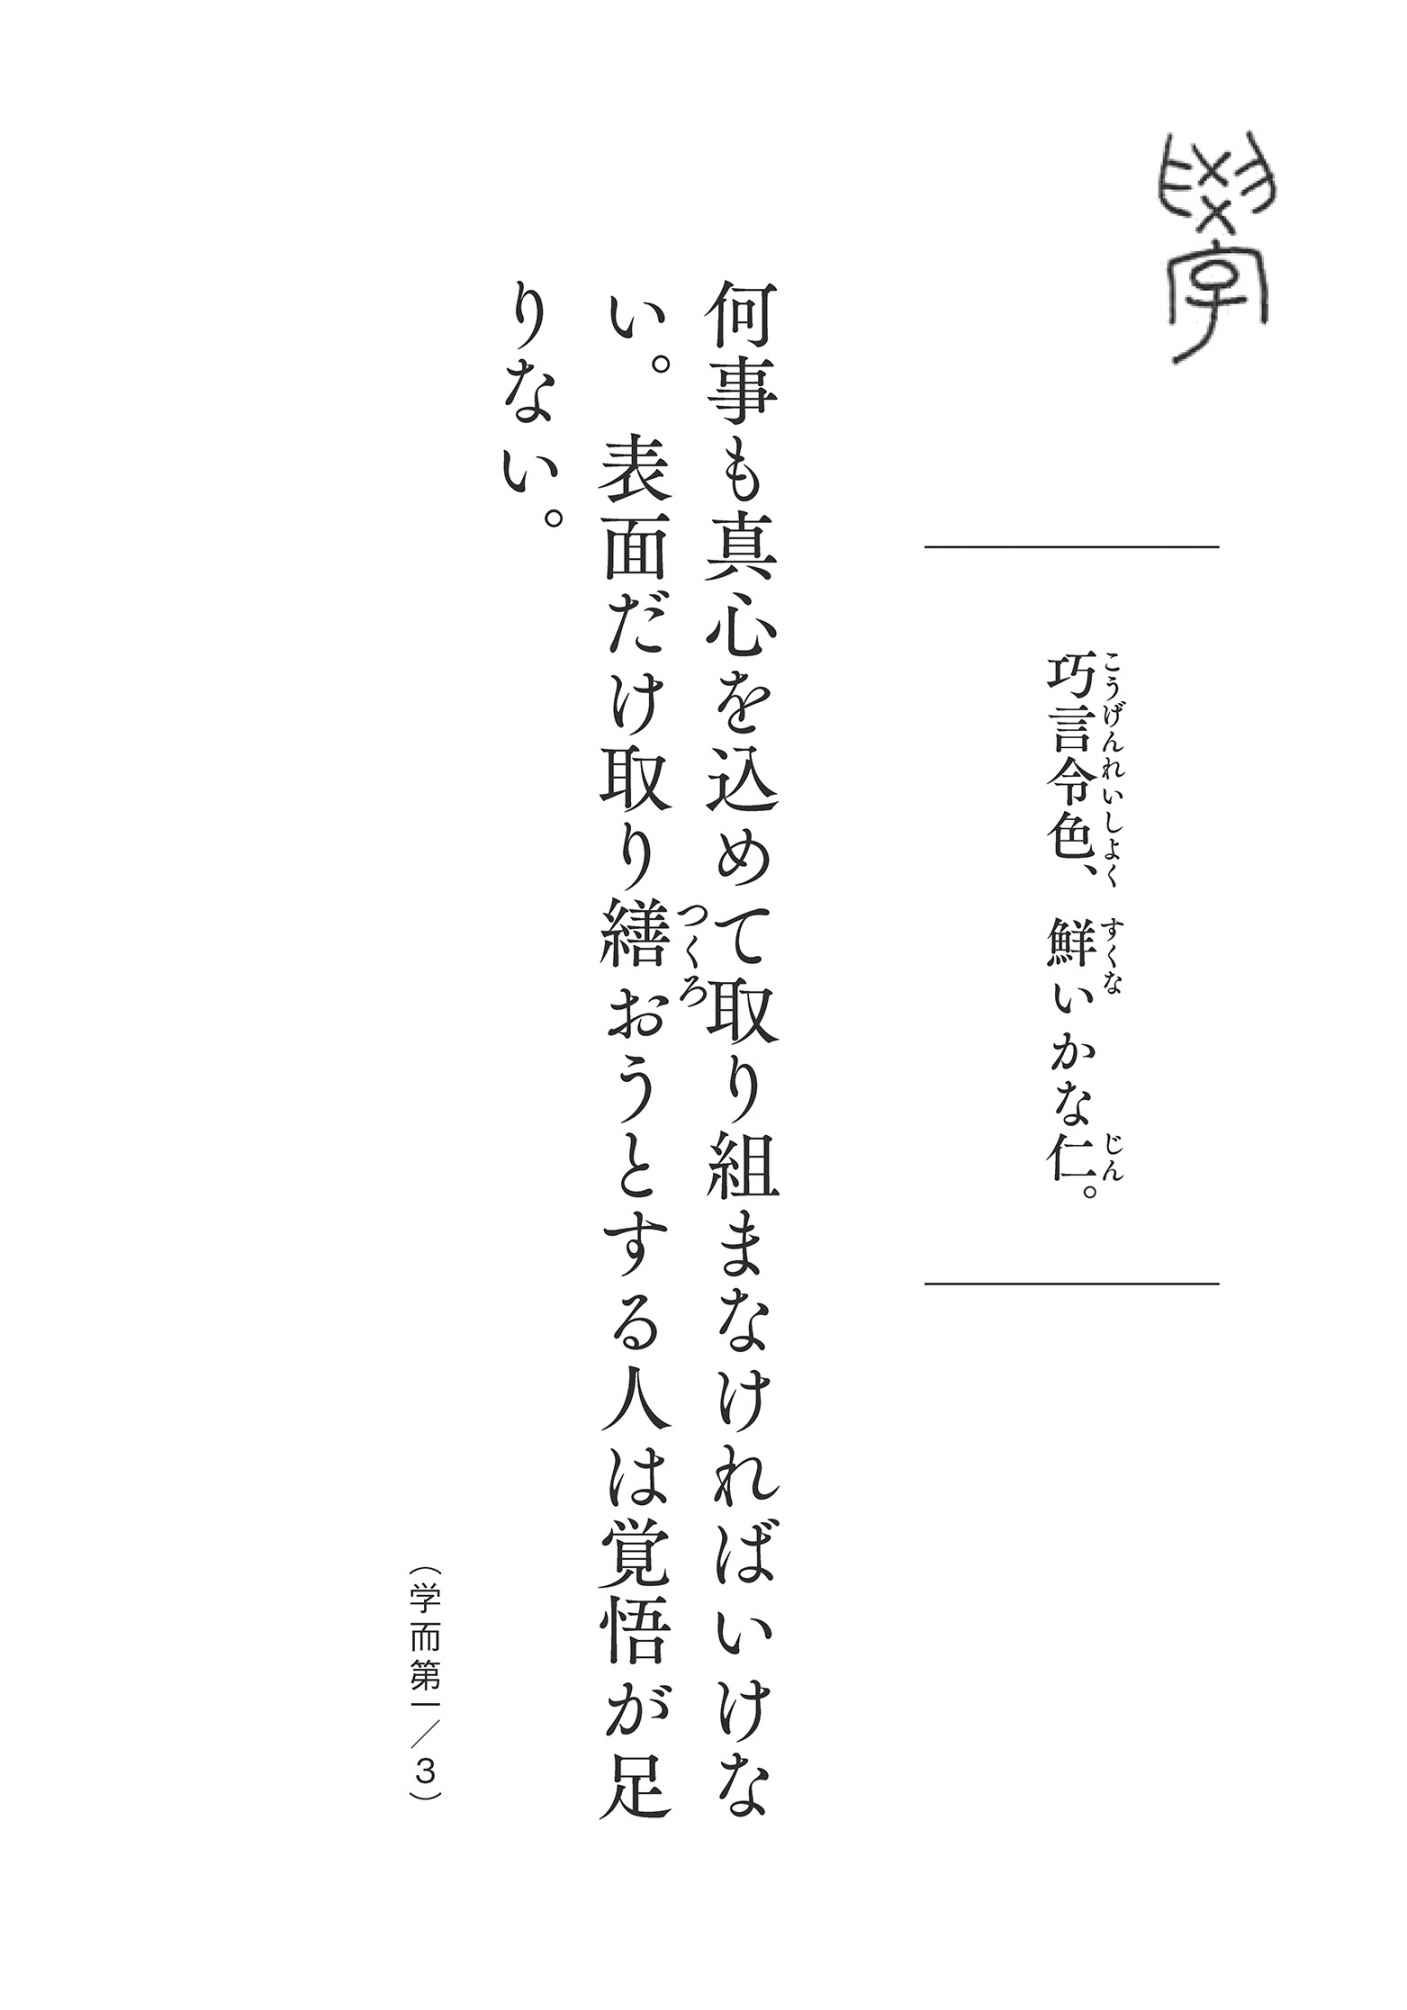 學
巧言令色、鮮いかな仁。
こうげんれいしよく すくな じん
何事も真心を込めて取り組まなければいけな
い。表面だけ取り繕おうとする人は覚悟が足
つくろ
りない。
（学而第一／3）